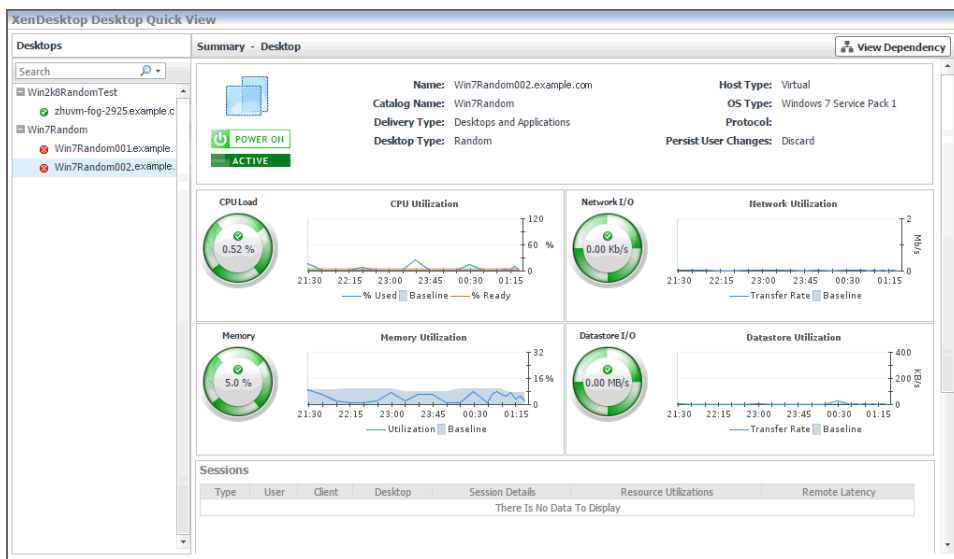 XenDesktop Desktop Quick View
Desktops
Search
Win2k8RandomTest
zhuvm-fog-2925.example.c
Win7Random
Win7Random001.example.
Win7Random002.example.
Summary - Desktop
View Dependency
POWER ON
ACTIVE
Name: Win7Random002.example.com
Catalog Name: Win7Random
Delivery Type: Desktops and Applications
Desktop Type: Random
Host Type: Virtual
OS Type: Windows 7 Service Pack 1
Protocol:
Persist User Changes: Discard
CPU Load
0.52 %
CPU Utilization
120
60 %
0
21:30 22:15 23:00 23:45 00:30 01:15
% Used Baseline % Ready
Network I/O
0.00 Kb/s
Network Utilization
2
Mb/s
0
21:30 22:15 23:00 23:45 00:30 01:15
Transfer Rate Baseline
Memory
5.0 %
Memory Utilization
32
16 %
0
21:30 22:15 23:00 23:45 00:30 01:15
Utilization Baseline
Datastore I/O
0.00 MB/s
Datastore Utilization
400
200 KB/s
0
21:30 22:15 23:00 23:45 00:30 01:15
Transfer Rate Baseline
Sessions
Type User Client Desktop Session Details Resource Utilizations Remote Latency
There Is No Data To Display